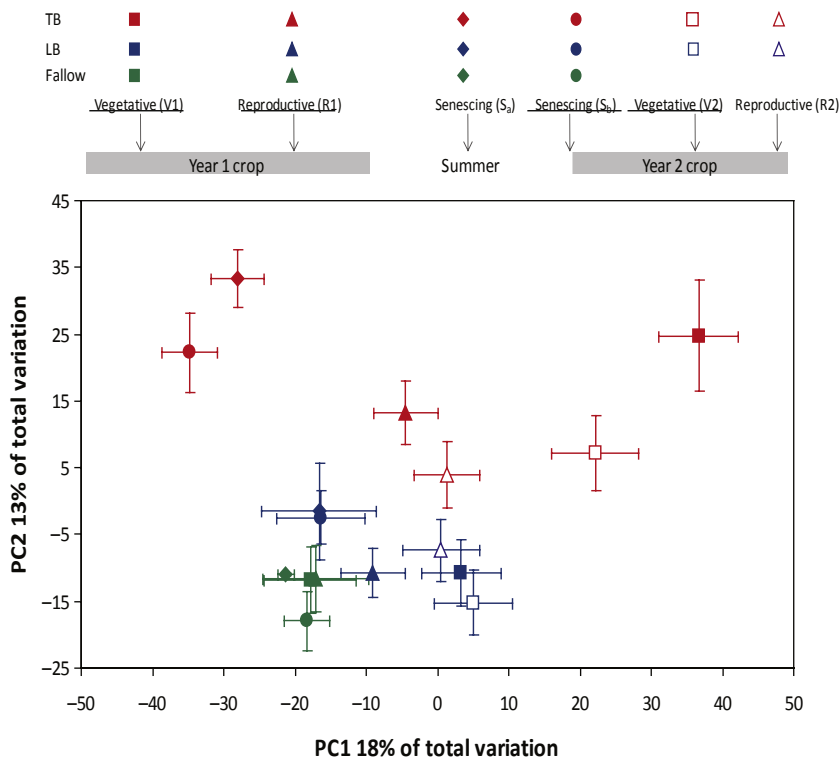 TB
LB
Fallow
Vegetative (V1) Reproductive (R1) Senescing (Sa) Senescing (Sb) Vegetative (V2) Reproductive (R2)
Year 1 crop Summer Year 2 crop
45
35
25
15
5
−5
−15
−25
PC2 13% of total variation
−50 −40 −30 −20 −10 0 10 20 30 40 50
PC1 18% of total variation